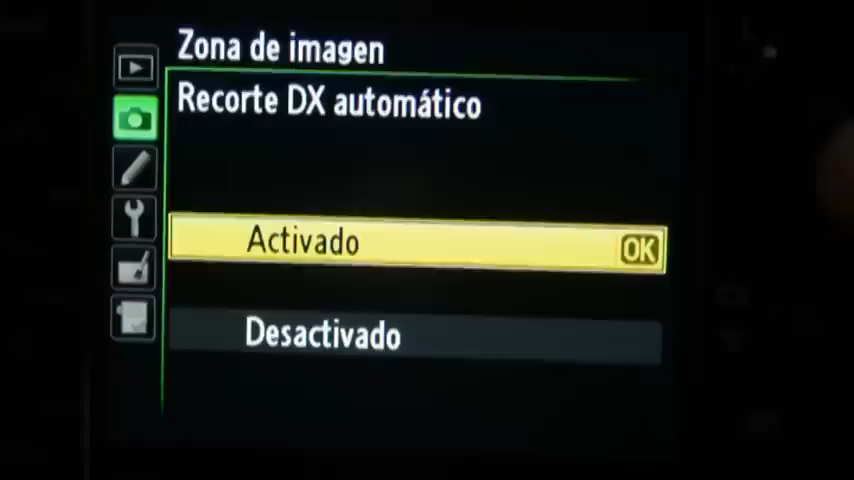 Zona de imagen
Recorte DX automático
Activado OK
Desactivado